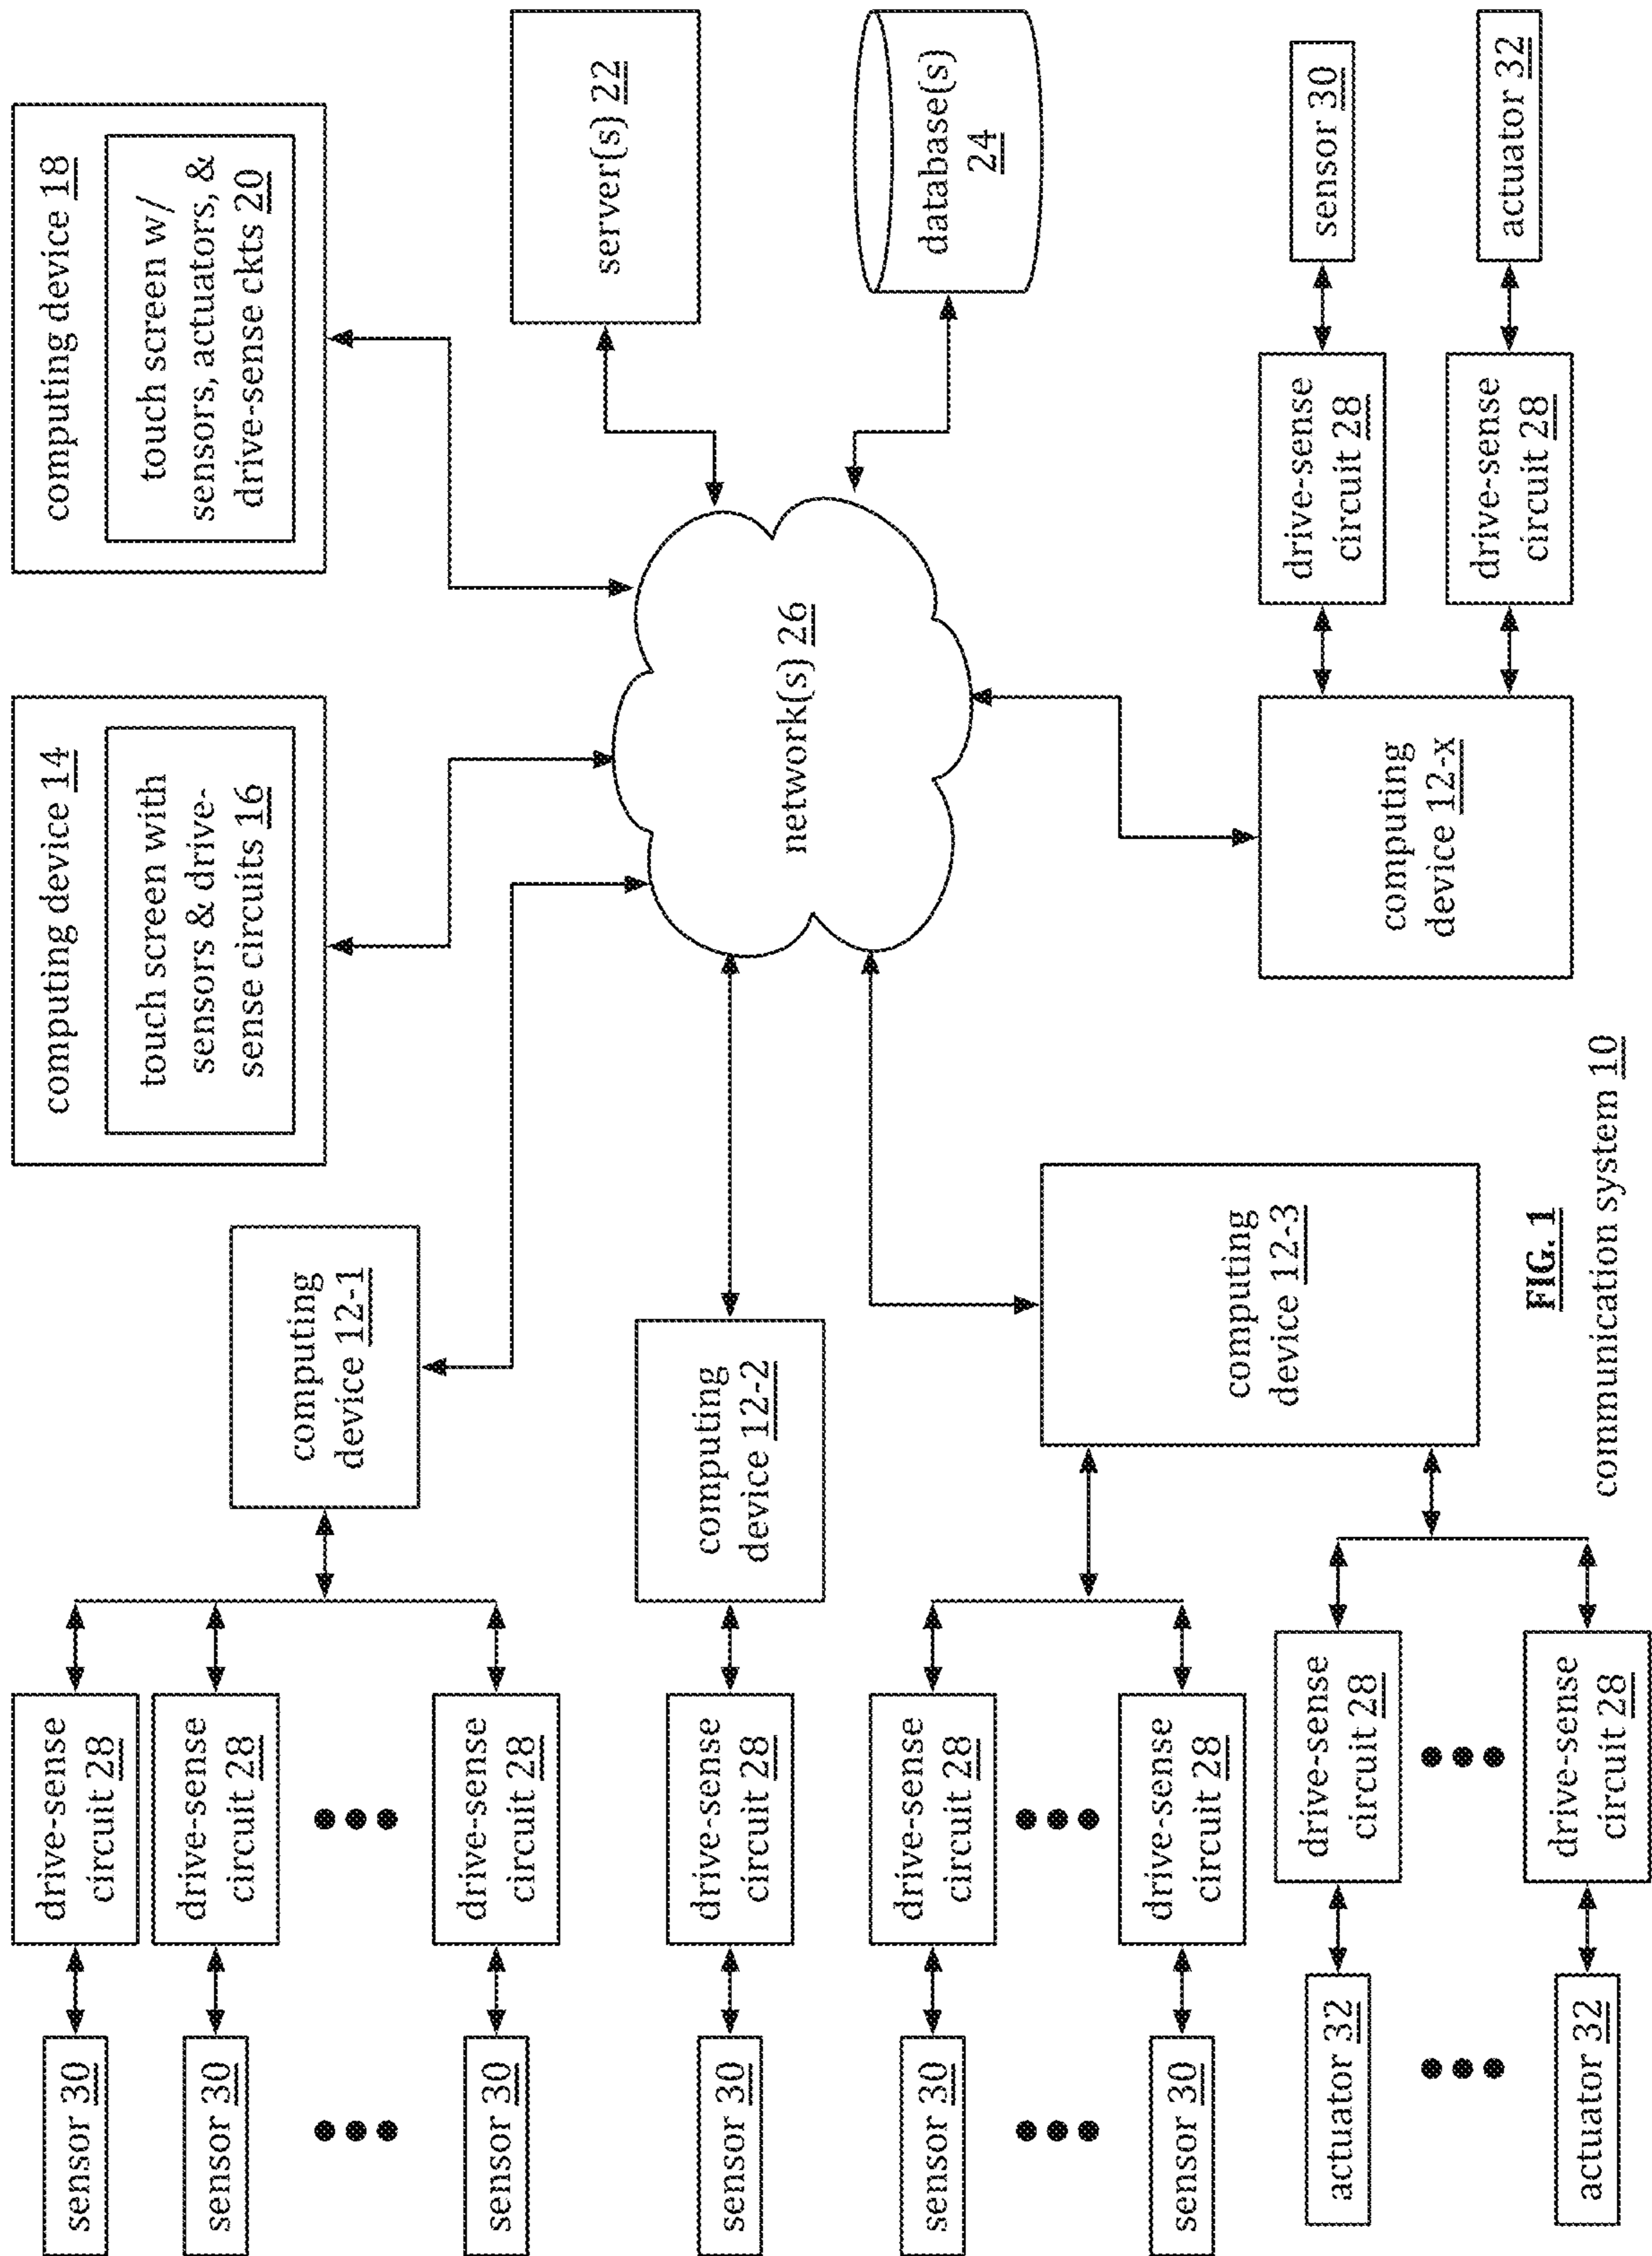 sensor 30
drive-sense
circuit 28
sensor 30
drive-sense
circuit 28
sensor 30
drive-sense
circuit 28
computing
device 12-1
computing device 14
touch screen with
sensors & drive-
sense circuits 16
computing device 18
touch screen w/
sensors, actuators, &
drive-sense ckts 20
server(s) 22
database(s)
24
network(s) 26
sensor 30
drive-sense
circuit 28
computing
device 12-2
sensor 30
drive-sense
circuit 28
sensor 30
drive-sense
circuit 28
computing
device 12-3
actuator 32
drive-sense
circuit 28
actuator 32
drive-sense
circuit 28
computing
device 12-x
drive-sense
circuit 28
sensor 30
drive-sense
circuit 28
actuator 32
FIG. 1
communication system 10